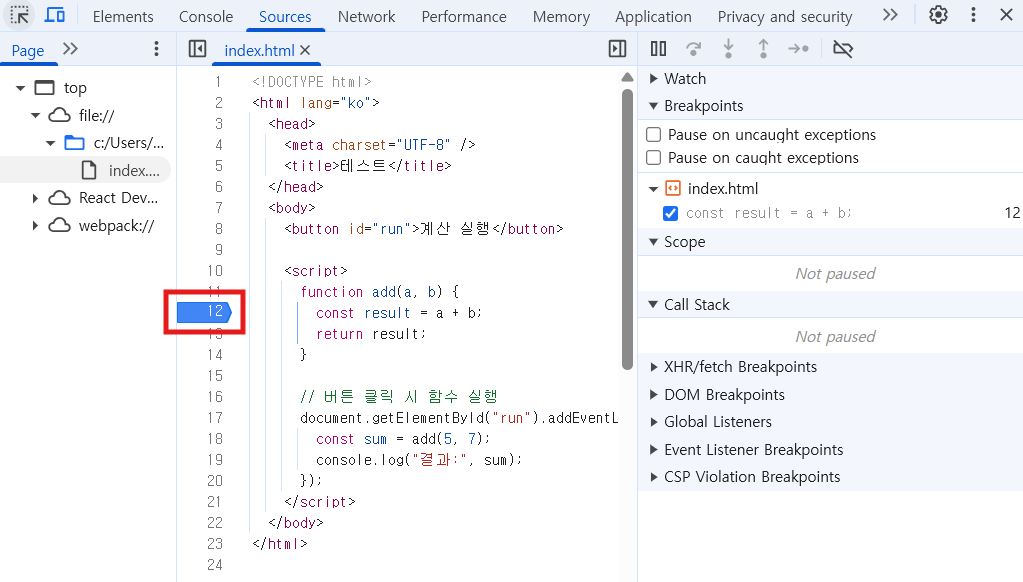 Elements Console Sources Network Performance Memory Application Privacy and security
Page
index.html
top
file://
c:/Users/...
index....
React Dev...
webpack://
1 <!DOCTYPE html>
2 <html lang="ko">
3 <head>
4 <meta charset="UTF-8" />
5 <title>테스트</title>
6 </head>
7 <body>
8 <button id="run">계산 실행</button>
9
10 <script>
11 function add(a, b) {
12 const result = a + b;
13 return result;
14 }
15
16 // 버튼 클릭 시 함수 실행
17 document.getElementById("run").addEventL
18 const sum = add(5, 7);
19 console.log("결과:", sum);
20 });
21 </script>
22 </body>
23 </html>
24
Watch
Breakpoints
Pause on uncaught exceptions
Pause on caught exceptions
index.html
const result = a + b; 12
Scope
Not paused
Call Stack
Not paused
XHR/fetch Breakpoints
DOM Breakpoints
Global Listeners
Event Listener Breakpoints
CSP Violation Breakpoints